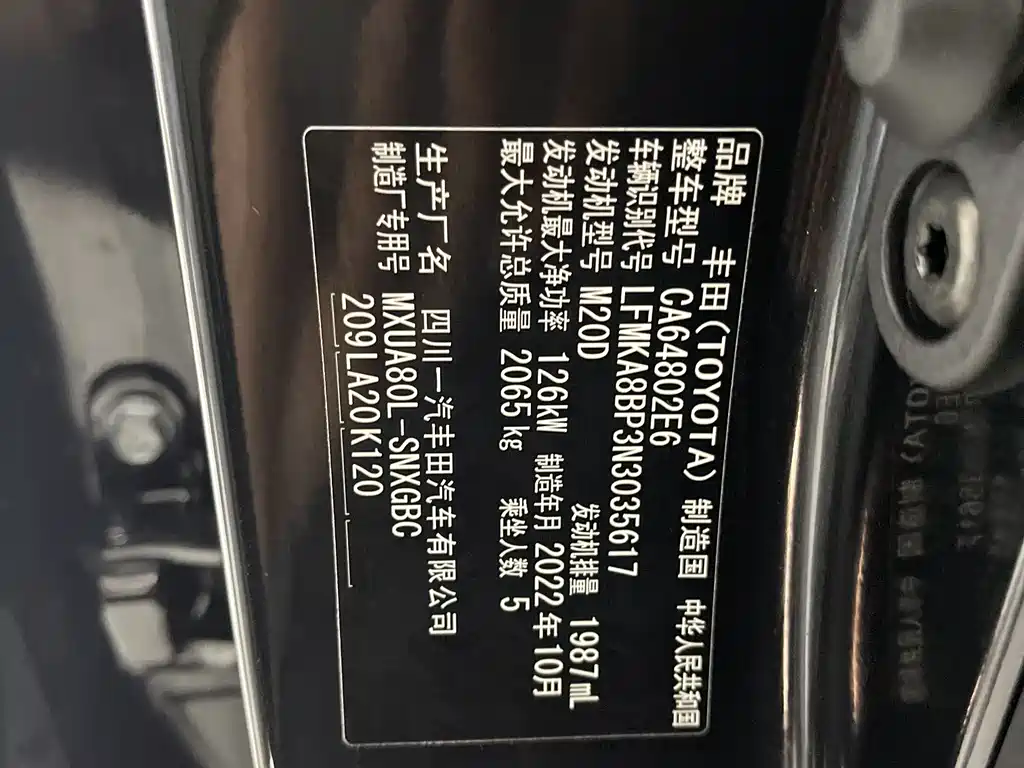 品牌 丰田(TOYOTA) 制造国 中华人民共和国
整车型号 CA64802E6
车辆识别代号 LFMKA8BP3N3035617
发动机型号 M20D 发动机排量 1987mL
发动机最大净功率 126kW 制造年月 2022年10月
最大允许总质量 2065kg 乘坐人数 5
生产厂名 四川一汽丰田汽车有限公司
制造厂专用号 MXUA80L-SNXGBC
209LA20K120